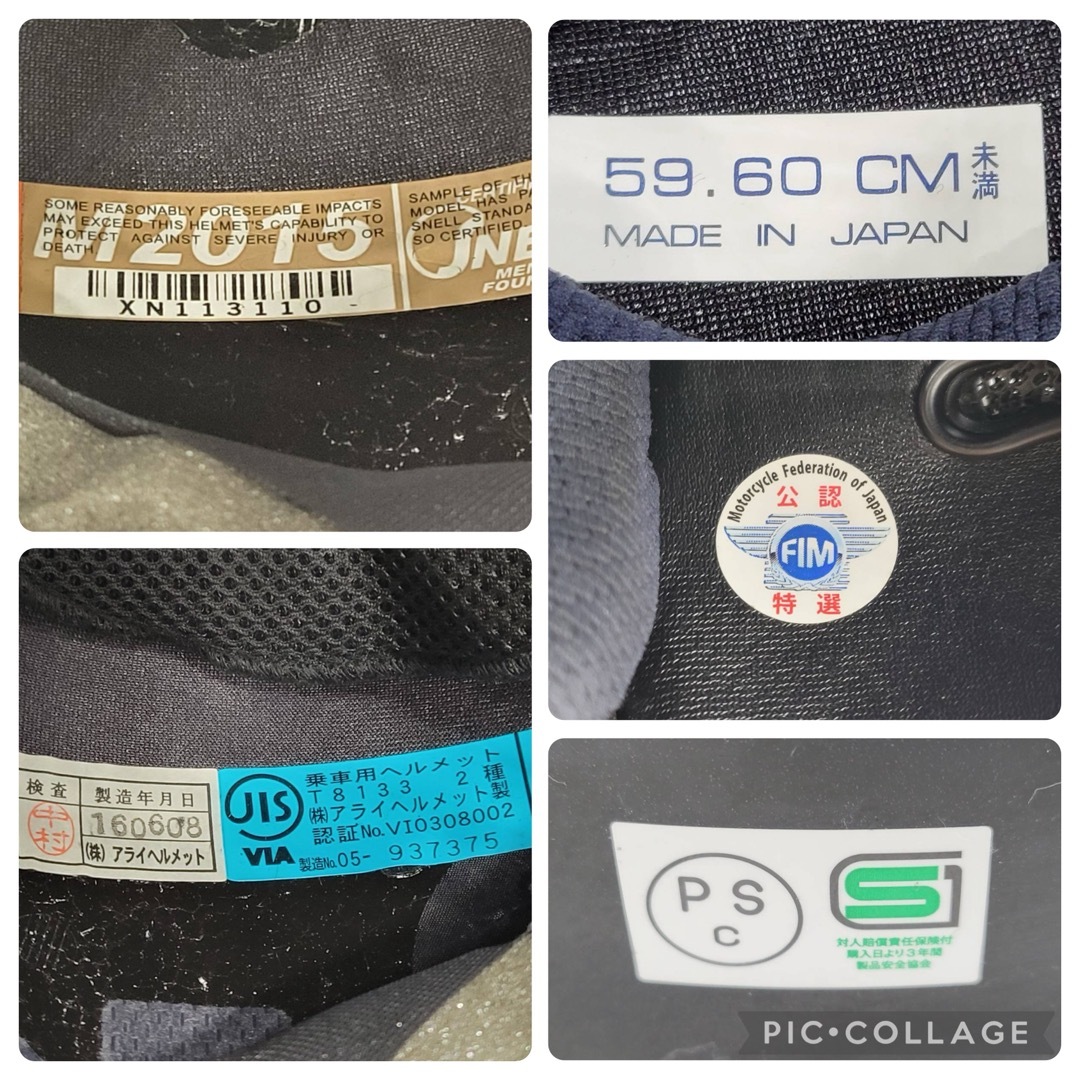 SOME REASONABLY FORESEEABLE IMPACTS
MAY EXCEED THIS HELMET'S CAPABILITY TO
PROTECT AGAINST SEVERE INJURY OR
DEATH.
XN113110
SAMPLE OF TH
MODEL HAS PA
SNELL STANDA
SO CERTIFIED.
59.60 CM 未満
MADE IN JAPAN
Motorcycle Federation of Japan
公認
FIM
特選
検査
中村
製造年月日
160608
(株) アライヘルメット
JIS
VIA
乗車用ヘルメット
T8133 2種
(株)アライヘルメット製
認証No.VI0308002
製造No.05- 937375
PS
C
S
対人賠償責任保険付
購入日より3年間
製品安全協会
PIC•COLLAGE